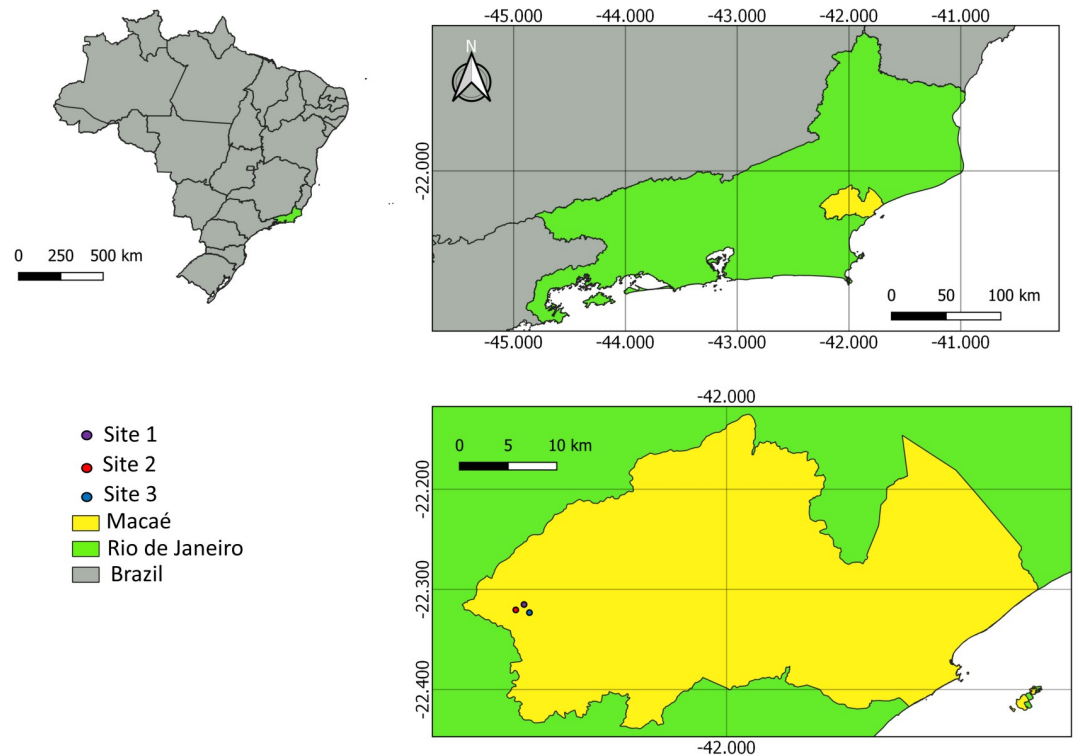 -45.000 -44.000 -43.000 -42.000 -41.000
N
-22.000
0 250 500 km
0 50 100 km
-45.000 -44.000 -43.000 -42.000 -41.000
-42.000
Site 1
Site 2
Site 3
Macaé
Rio de Janeiro
Brazil
0 5 10 km
-22.200
-22.300
-22.400
-42.000